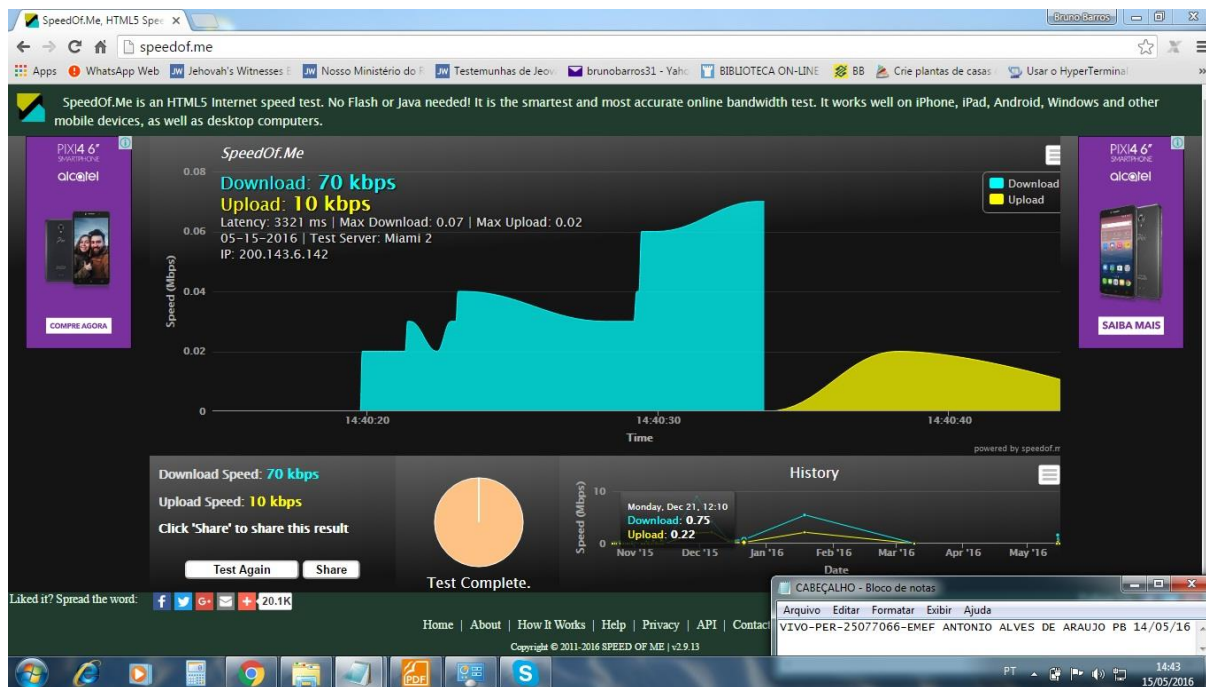 SpeedOf.Me, HTML5 Spee
Bruno Barros
speedof.me
Apps WhatsApp Web JW Jehovah's Witnesses JW Nosso Ministério do JW Testemunhas de Jeov brunobarros31 - Yaho BIBLIOTECA ON-LINE BB Crie plantas de casas Usar o HyperTerminal »
SpeedOf.Me is an HTML5 Internet speed test. No Flash or Java needed! It is the smartest and most accurate online bandwidth test. It works well on iPhone, iPad, Android, Windows and other
mobile devices, as well as desktop computers.
PIXI4 6"
SMARTPHONE
alcatel
COMPRE AGORA
SpeedOf.Me
Download: 70 kbps
Upload: 10 kbps
Latency: 3321 ms | Max Download: 0.07 | Max Upload: 0.02
05-15-2016 | Test Server: Miami 2
IP: 200.143.6.142
Download
Upload
Speed (Mbps)
0.08
0.06
0.04
0.02
0
14:40:20 14:40:30 14:40:40
Time
powered by speedof.m
PIXI4 6"
SMARTPHONE
alcatel
SAIBA MAIS
Download Speed: 70 kbps
Upload Speed: 10 kbps
Click 'Share' to share this result
Test Again Share
Test Complete.
History
Speed (Mbps)
10
0
Monday, Dec 21, 12:10
Download: 0.75
Upload: 0.22
Nov '15 Dec '15 Jan '16 Feb '16 Mar '16 Apr '16 May '16
Date
Liked it? Spread the word: f G+ + 20.1K
Home | About | How It Works | Help | Privacy | API | Contac
Copyright © 2011-2016 SPEED OF ME | v2.9.13
CABEÇALHO - Bloco de notas
Arquivo Editar Formatar Exibir Ajuda
VIVO-PER-25077066-EMEF ANTONIO ALVES DE ARAUJO PB 14/05/16
PDF S
PT 14:43
15/05/2016